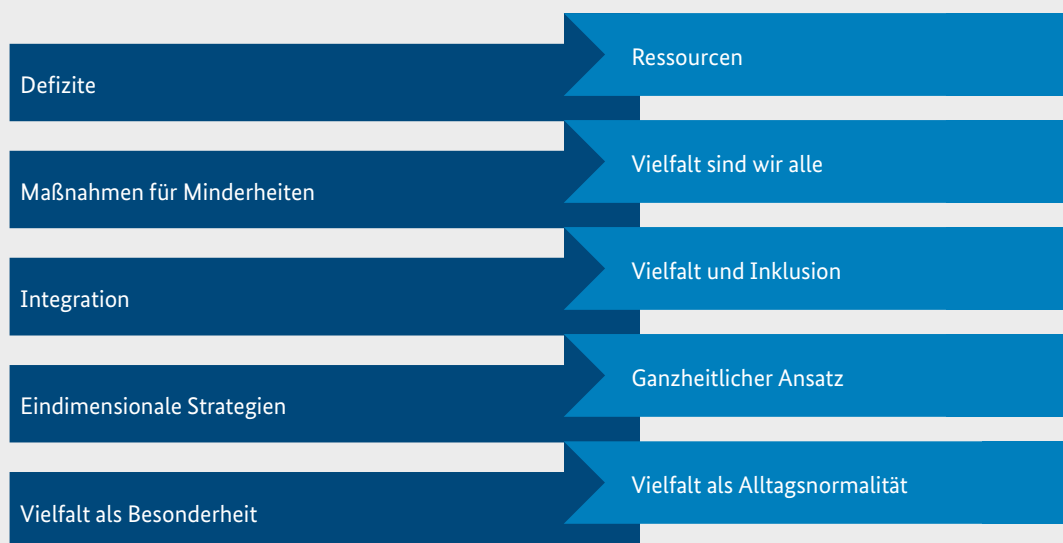 Defizite
Ressourcen
Maßnahmen für Minderheiten
Vielfalt sind wir alle
Integration
Vielfalt und Inklusion
Eindimensionale Strategien
Ganzheitlicher Ansatz
Vielfalt als Besonderheit
Vielfalt als Alltagsnormalität